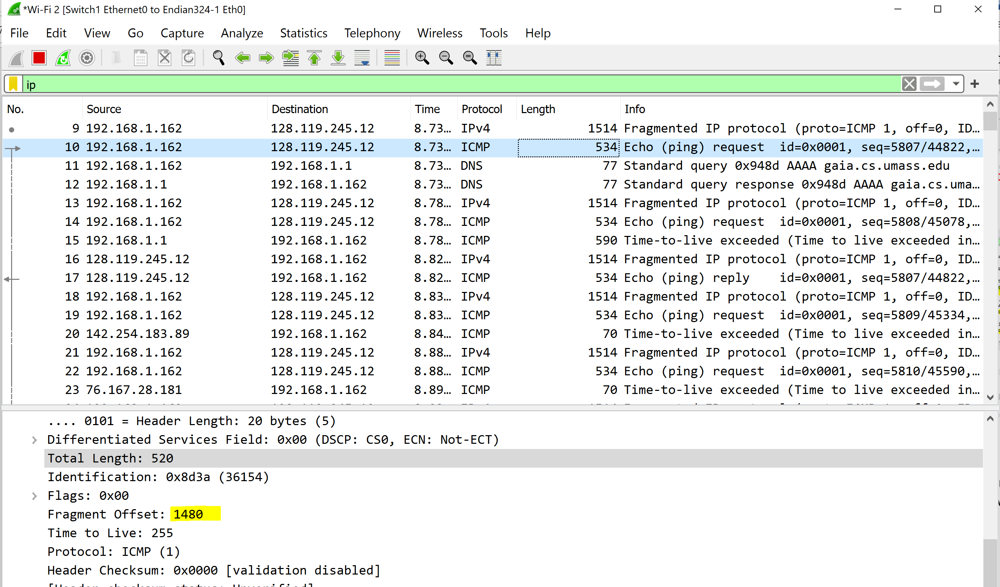 *Wi-Fi 2 [Switch1 Ethernet0 to Endian324-1 Eth0]
File Edit View Go Capture Analyze Statistics Telephony Wireless Tools Help
ip
No. Source Destination Time Protocol Length Info
9 192.168.1.162 128.119.245.12 8.73… IPv4 1514 Fragmented IP protocol (proto=ICMP 1, off=0, ID…
10 192.168.1.162 128.119.245.12 8.73… ICMP 534 Echo (ping) request id=0x0001, seq=5807/44822,…
11 192.168.1.162 192.168.1.1 8.73… DNS 77 Standard query 0x948d AAAA gaia.cs.umass.edu
12 192.168.1.1 192.168.1.162 8.73… DNS 77 Standard query response 0x948d AAAA gaia.cs.uma…
13 192.168.1.162 128.119.245.12 8.78… IPv4 1514 Fragmented IP protocol (proto=ICMP 1, off=0, ID…
14 192.168.1.162 128.119.245.12 8.78… ICMP 534 Echo (ping) request id=0x0001, seq=5808/45078,…
15 192.168.1.1 192.168.1.162 8.78… ICMP 590 Time-to-live exceeded (Time to live exceeded in…
16 128.119.245.12 192.168.1.162 8.82… IPv4 1514 Fragmented IP protocol (proto=ICMP 1, off=0, ID…
17 128.119.245.12 192.168.1.162 8.82… ICMP 534 Echo (ping) reply id=0x0001, seq=5807/44822,…
18 192.168.1.162 128.119.245.12 8.83… IPv4 1514 Fragmented IP protocol (proto=ICMP 1, off=0, ID…
19 192.168.1.162 128.119.245.12 8.83… ICMP 534 Echo (ping) request id=0x0001, seq=5809/45334,…
20 142.254.183.89 192.168.1.162 8.84… ICMP 70 Time-to-live exceeded (Time to live exceeded in…
21 192.168.1.162 128.119.245.12 8.88… IPv4 1514 Fragmented IP protocol (proto=ICMP 1, off=0, ID…
22 192.168.1.162 128.119.245.12 8.88… ICMP 534 Echo (ping) request id=0x0001, seq=5810/45590,…
23 76.167.28.181 192.168.1.162 8.89… ICMP 70 Time-to-live exceeded (Time to live exceeded in…
.... 0101 = Header Length: 20 bytes (5)
Differentiated Services Field: 0x00 (DSCP: CS0, ECN: Not-ECT)
Total Length: 520
Identification: 0x8d3a (36154)
Flags: 0x00
Fragment Offset: 1480
Time to Live: 255
Protocol: ICMP (1)
Header Checksum: 0x0000 [validation disabled]